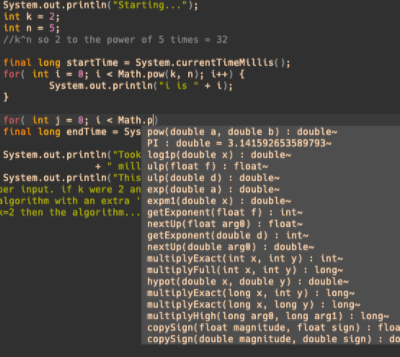 System.out.println("Starting...");
int k = 2;
int n = 5;
//k^n so 2 to the power of 5 times = 32
final long startTime = System.currentTimeMillis();
for( int i = 0; i < Math.pow(k, n); i++) {
System.out.println("i is " + i);
}
for( int j = 0; i < Math.p)
final long endTime = Sys
System.out.println("Took
+ " mill
System.out.println("This
per input. if k were 2 an
algorithm with an extra '
k=2 then the algorithm...
pow(double a, double b) : double~
PI : double = 3.141592653589793~
log1p(double x) : double~
ulp(float f) : float~
ulp(double d) : double~
exp(double a) : double~
expm1(double x) : double~
getExponent(float f) : int~
nextUp(float arg0) : float~
getExponent(double d) : int~
nextUp(double arg0) : double~
multiplyExact(int x, int y) : int~
multiplyFull(int x, int y) : long~
hypot(double x, double y) : double~
multiplyExact(long x, int y) : long~
multiplyExact(long x, long y) : long~
multiplyHigh(long arg0, long arg1) : long~
copySign(float magnitude, float sign) : float
copySign(double magnitude, double sign) : do